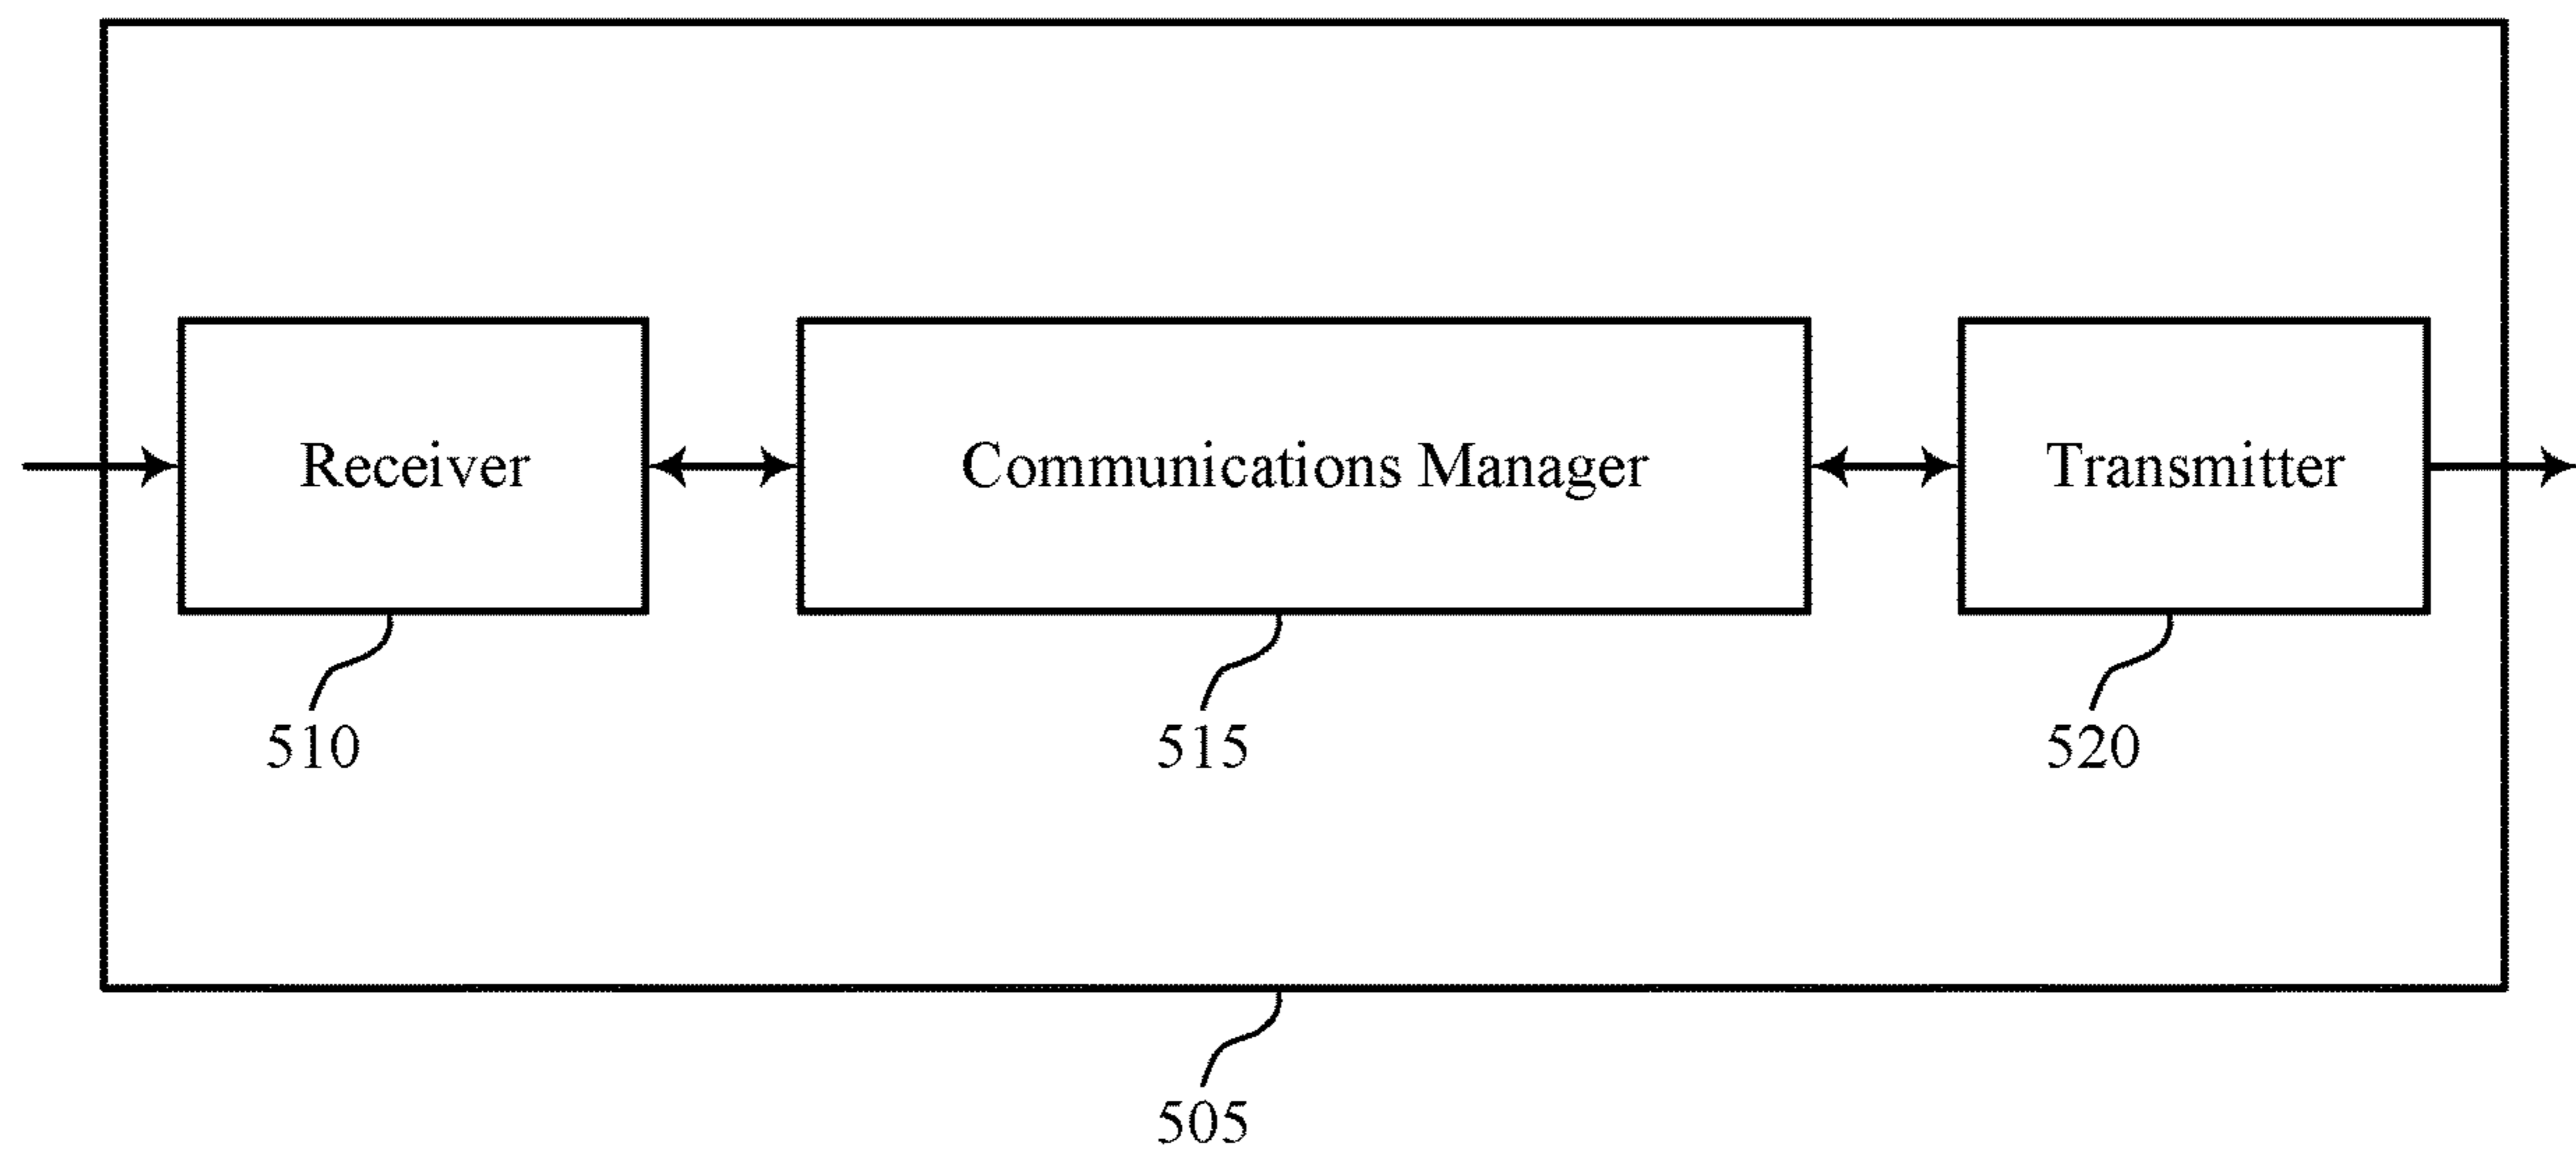 Receiver
Communications Manager
Transmitter
510
515
520
505